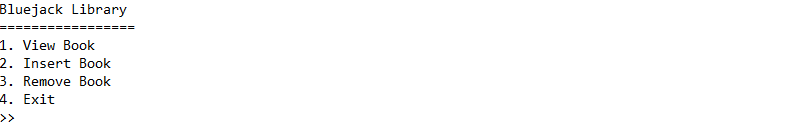 Bluejack Library
=================
1. View Book
2. Insert Book
3. Remove Book
4. Exit
>>